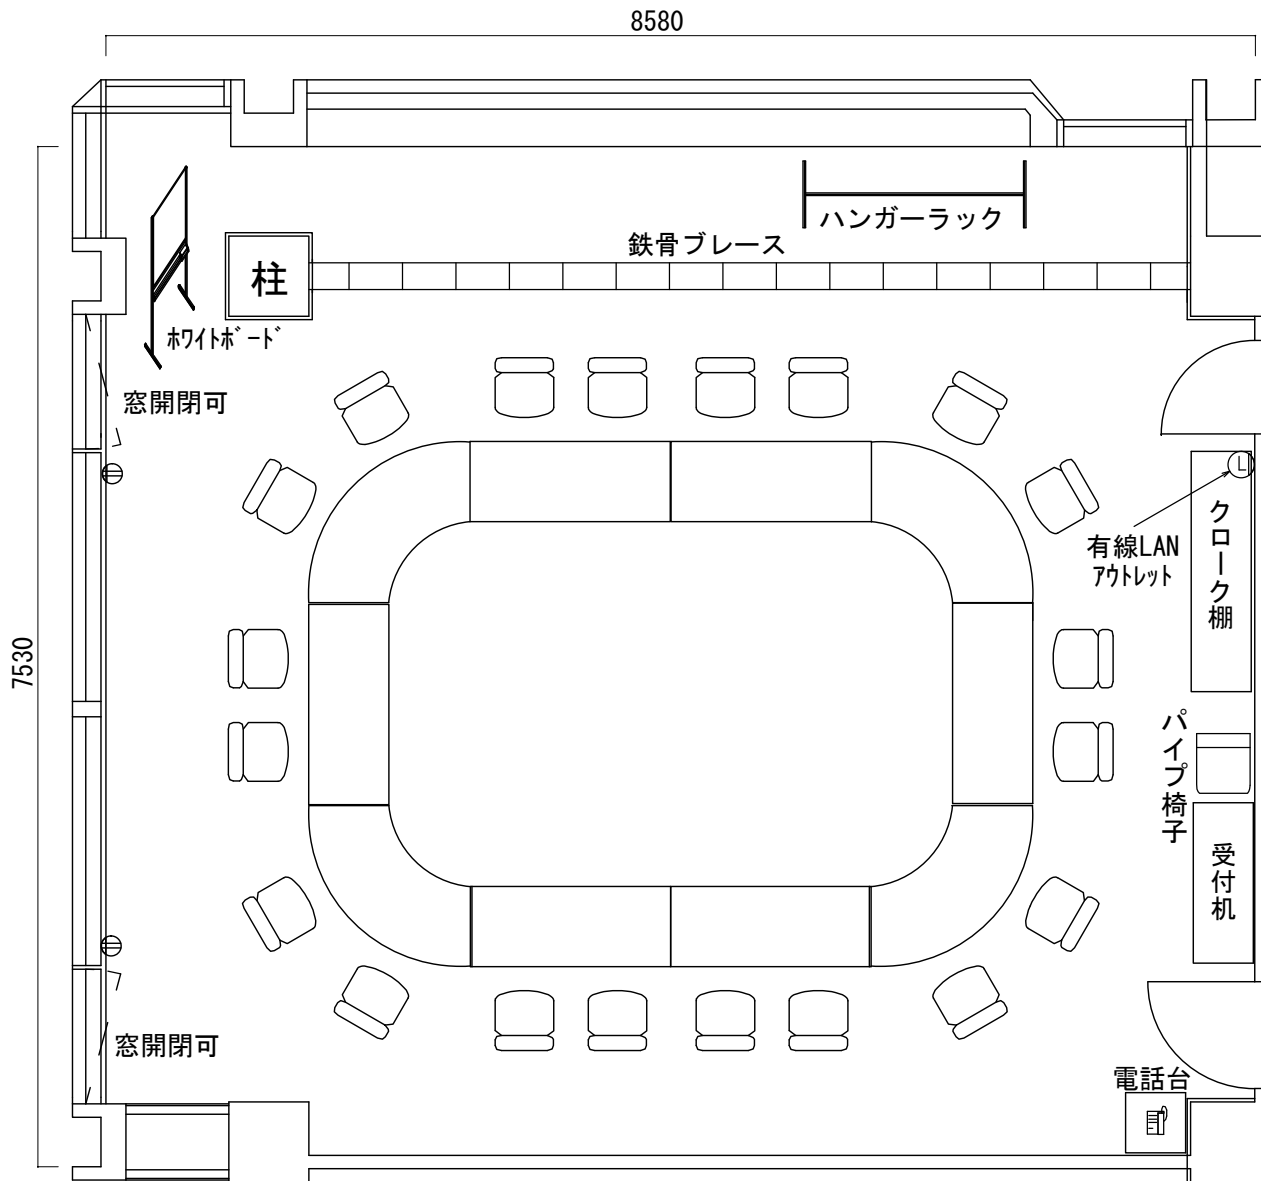 8580
ハンガーラック
鉄骨ブレース
柱
ホワイトボード
窓開閉可
有線LAN
アウトレット
クローク棚
7530
パイプ椅子
受付机
窓開閉可
電話台
L